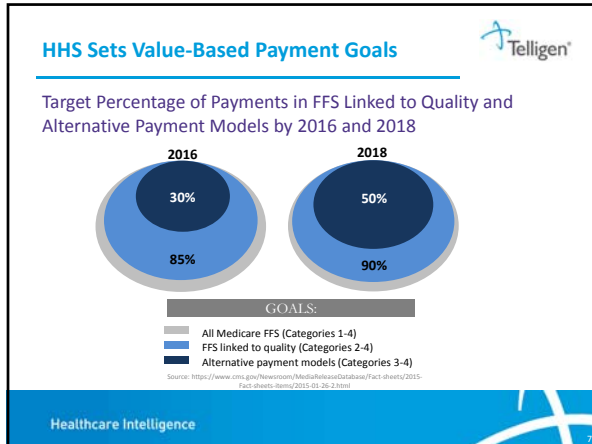 HHS Sets Value-Based Payment Goals
Telligen®
Target Percentage of Payments in FFS Linked to Quality and
Alternative Payment Models by 2016 and 2018
2016
2018
30%
50%
85%
90%
GOALS:
All Medicare FFS (Categories 1-4)
FFS linked to quality (Categories 2-4)
Alternative payment models (Categories 3-4)
Source: https://www.cms.gov/Newsroom/MediaReleaseDatabase/Fact-sheets/2015-
Fact-sheets-items/2015-01-26-2.html
Healthcare Intelligence
7